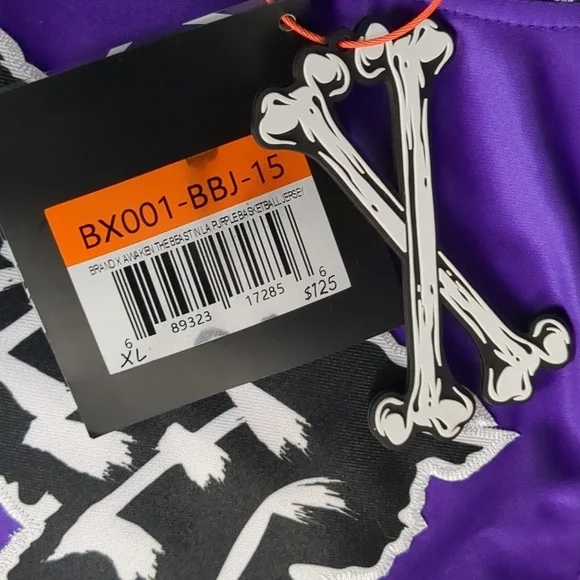 BX001-BBJ-15
BRAND X AWAKEN THE BEAST IN LA PURPLE BASKETBALL JERSEY
6 89323 17285 6
XL $125